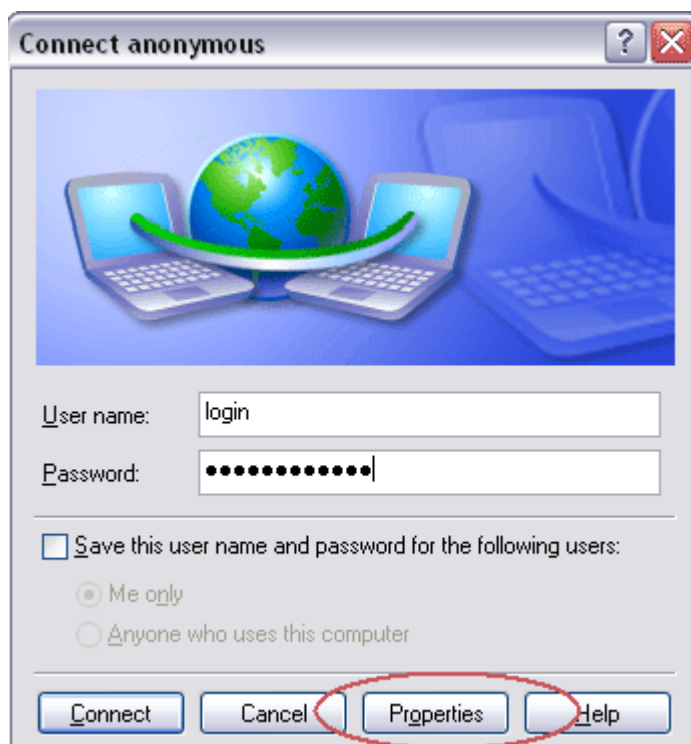 Connect anonymous
User name: login
Password: ••••••••••••
Save this user name and password for the following users:
Me only
Anyone who uses this computer
Connect Cancel Properties Help